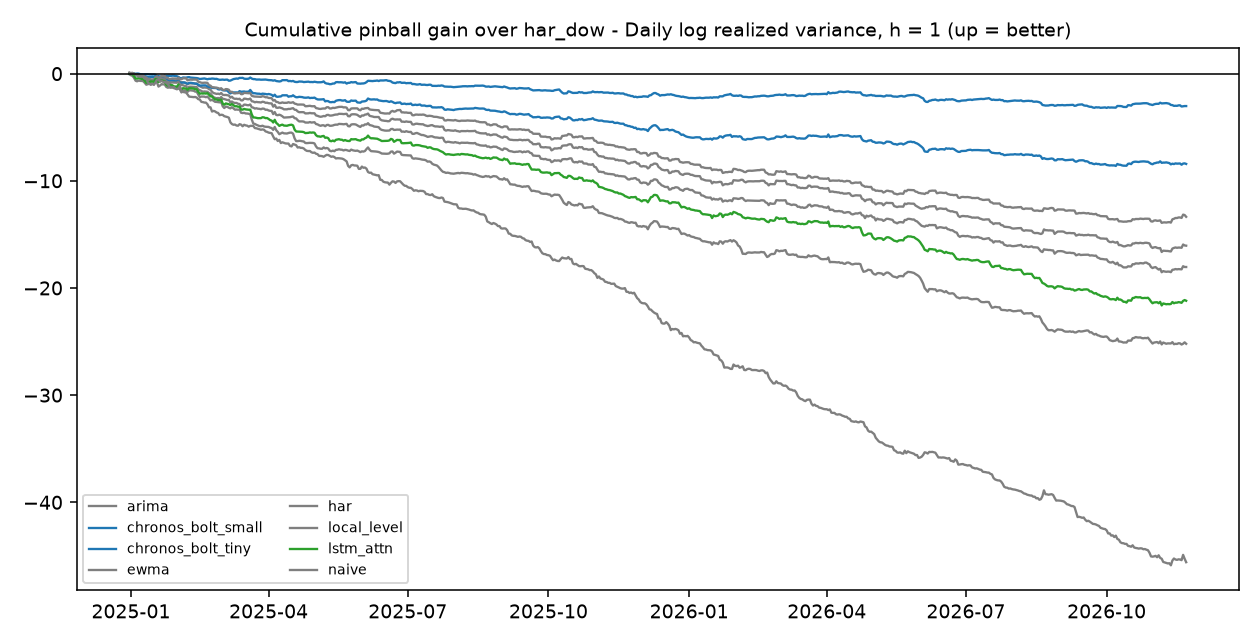 Cumulative pinball gain over har_dow - Daily log realized variance, h = 1 (up = better)
0
−10
−20
−30
−40
arima
chronos_bolt_small
chronos_bolt_tiny
ewma
har
local_level
lstm_attn
naive
2025-01 2025-04 2025-07 2025-10 2026-01 2026-04 2026-07 2026-10